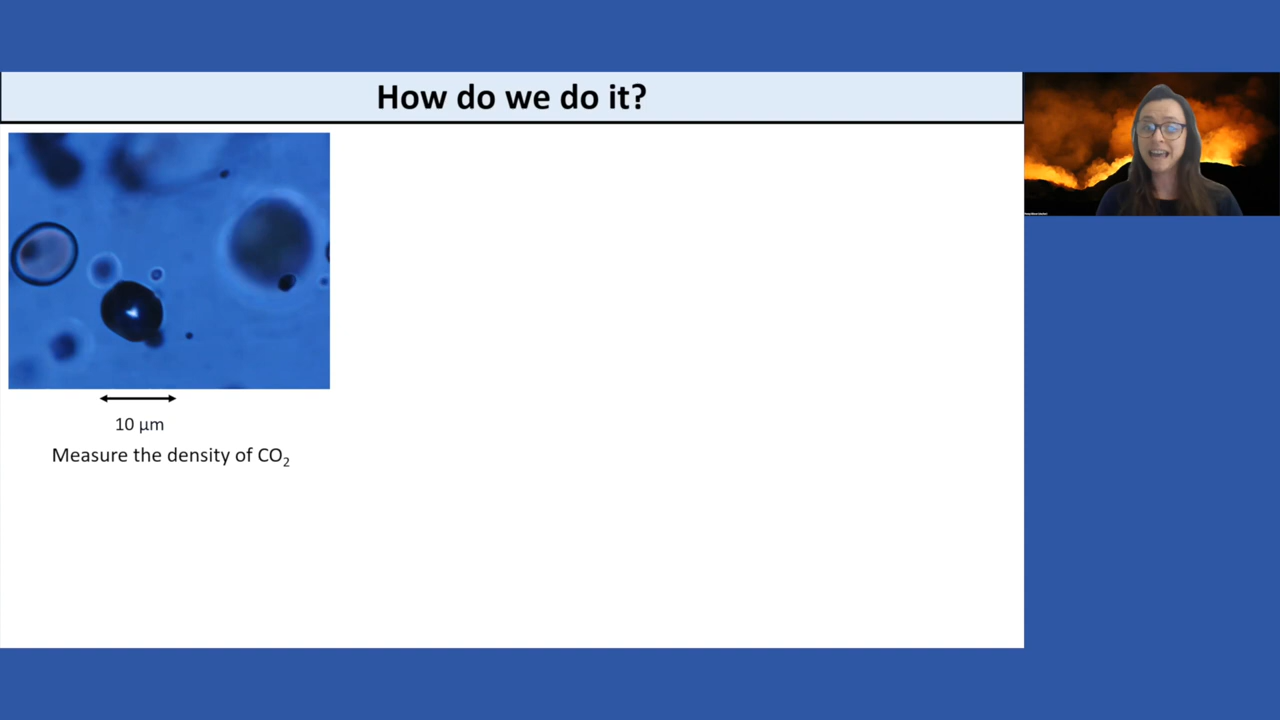 How do we do it?
10 µm
Measure the density of CO₂